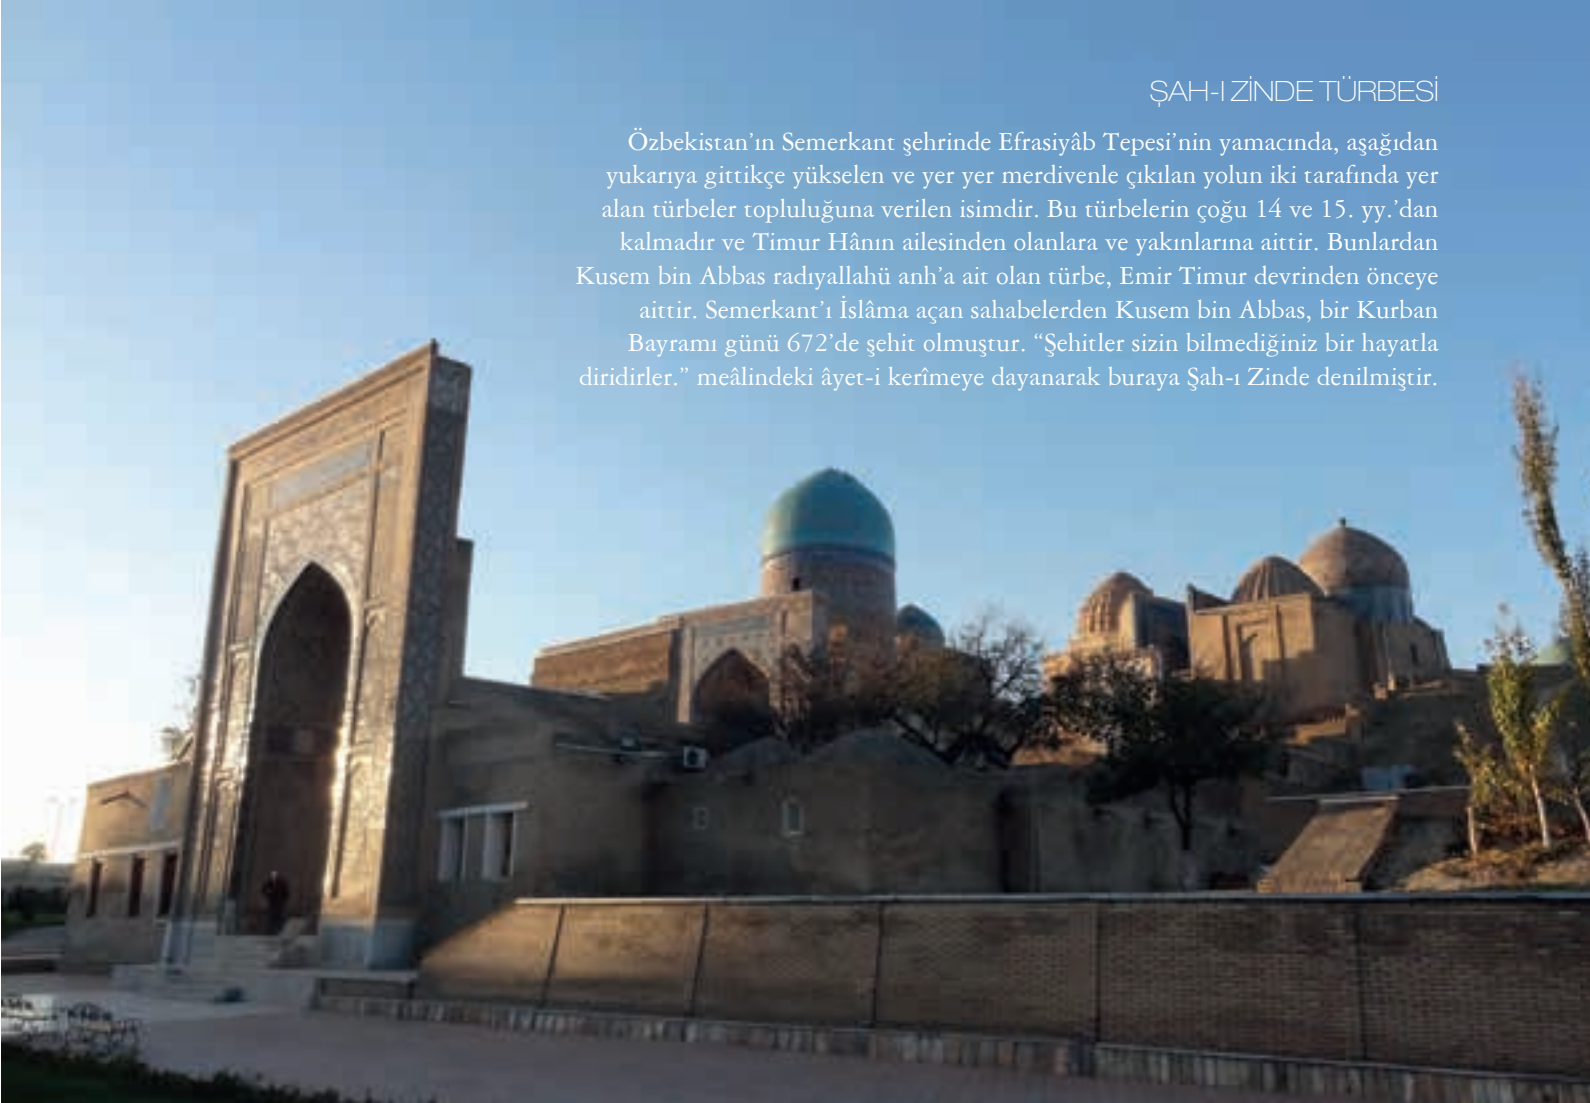 ŞAH-I ZİNDE TÜRBESİ
Özbekistan’ın Semerkant şehrinde Efrasiyâb Tepesi’nin yamacında, aşağıdan
yukarıya gittikçe yükselen ve yer yer merdivenle çıkılan yolun iki tarafında yer
alan türbeler topluluğuna verilen isimdir. Bu türbelerin çoğu 14 ve 15. yy.’dan
kalmadır ve Timur Hânın ailesinden olanlara ve yakınlarına aittir. Bunlardan
Kusem bin Abbas radıyallahü anh’a ait olan türbe, Emir Timur devrinden önceye
aittir. Semerkant’ı İslâma açan sahabelerden Kusem bin Abbas, bir Kurban
Bayramı günü 672’de şehit olmuştur. “Şehitler sizin bilmediğiniz bir hayatla
diridirler.” meâlindeki âyet-i kerîmeye dayanarak buraya Şah-ı Zinde denilmiştir.